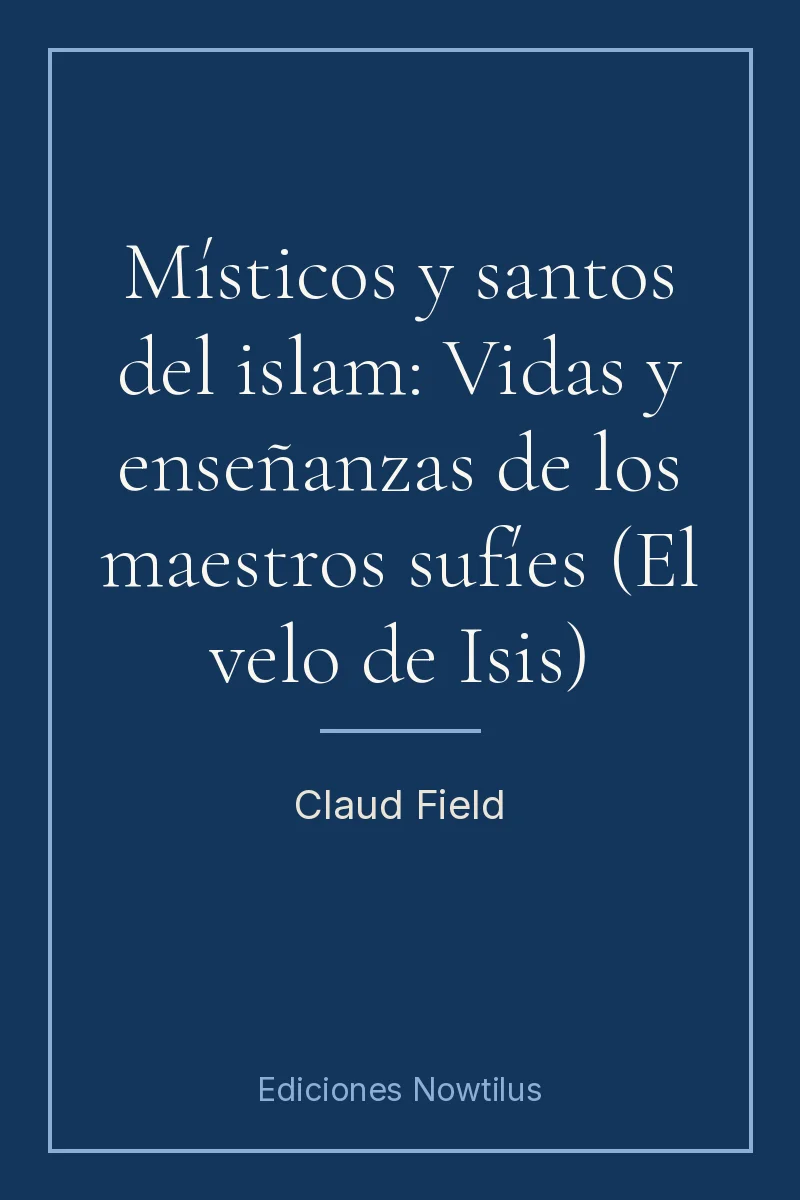 Místicos y santos
del islam: Vidas y
enseñanzas de los
maestros sufíes (El
velo de Isis)
Claud Field
Ediciones Nowtilus